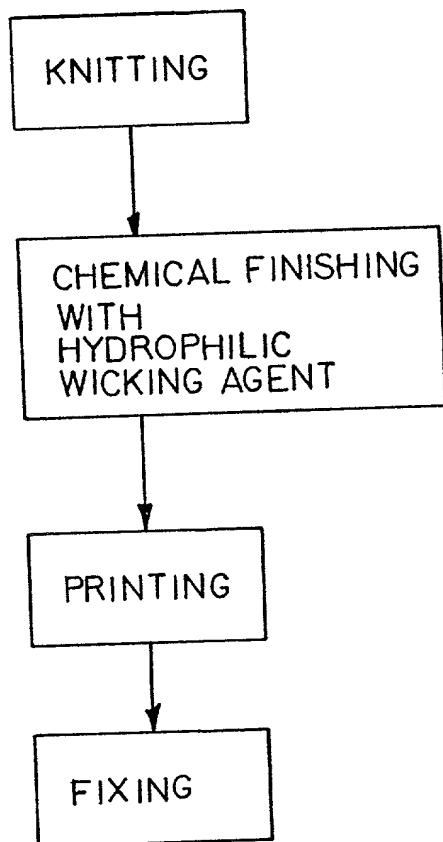 KNITTING
CHEMICAL FINISHING
WITH
HYDROPHILIC
WICKING AGENT
PRINTING
FIXING